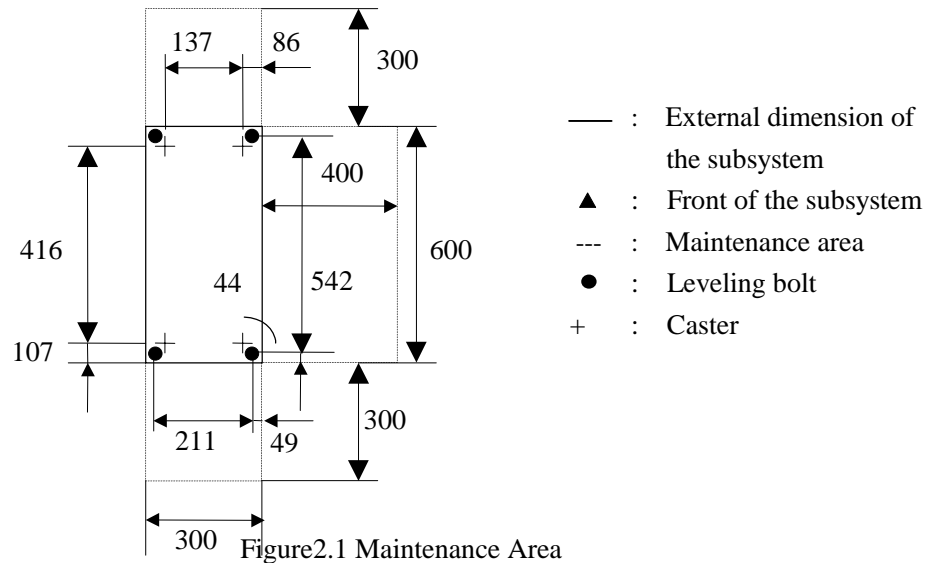 137
86
300
— : External dimension of
the subsystem
▲ : Front of the subsystem
--- : Maintenance area
● : Leveling bolt
+ : Caster
400
416
600
44
542
107
300
211
49
300
Figure2.1 Maintenance Area